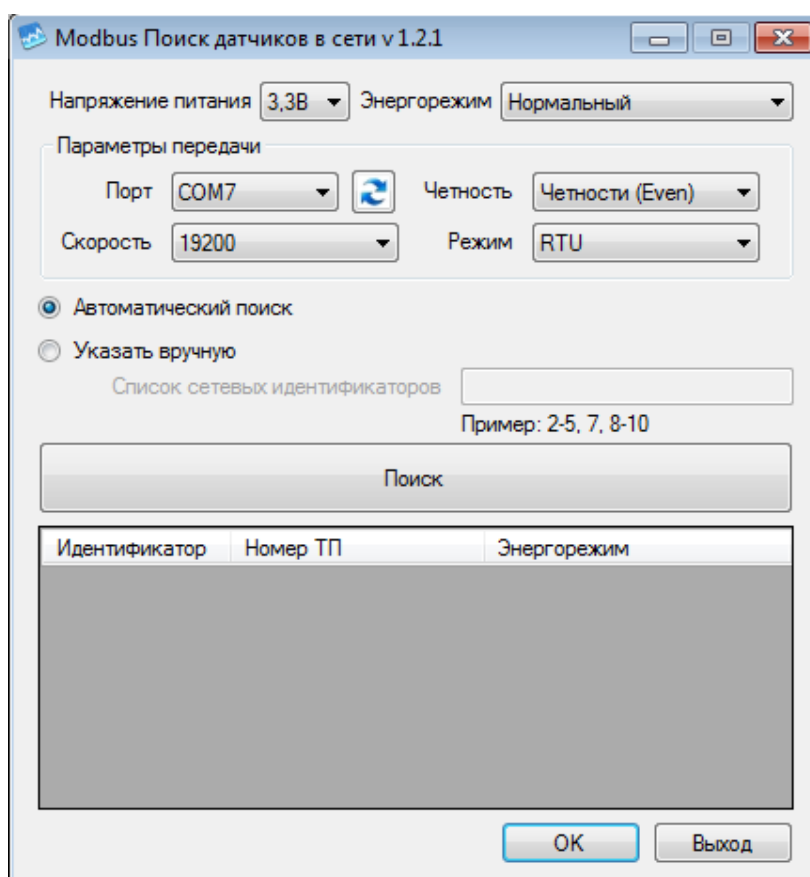 Modbus Поиск датчиков в сети v 1.2.1
Напряжение питания 3,3В Энергорежим Нормальный
Параметры передачи
Порт COM7 Четность Четности (Even)
Скорость 19200 Режим RTU
Автоматический поиск
Указать вручную
Список сетевых идентификаторов
Пример: 2-5, 7, 8-10
Поиск
Идентификатор Номер ТП Энергорежим
OK Выход